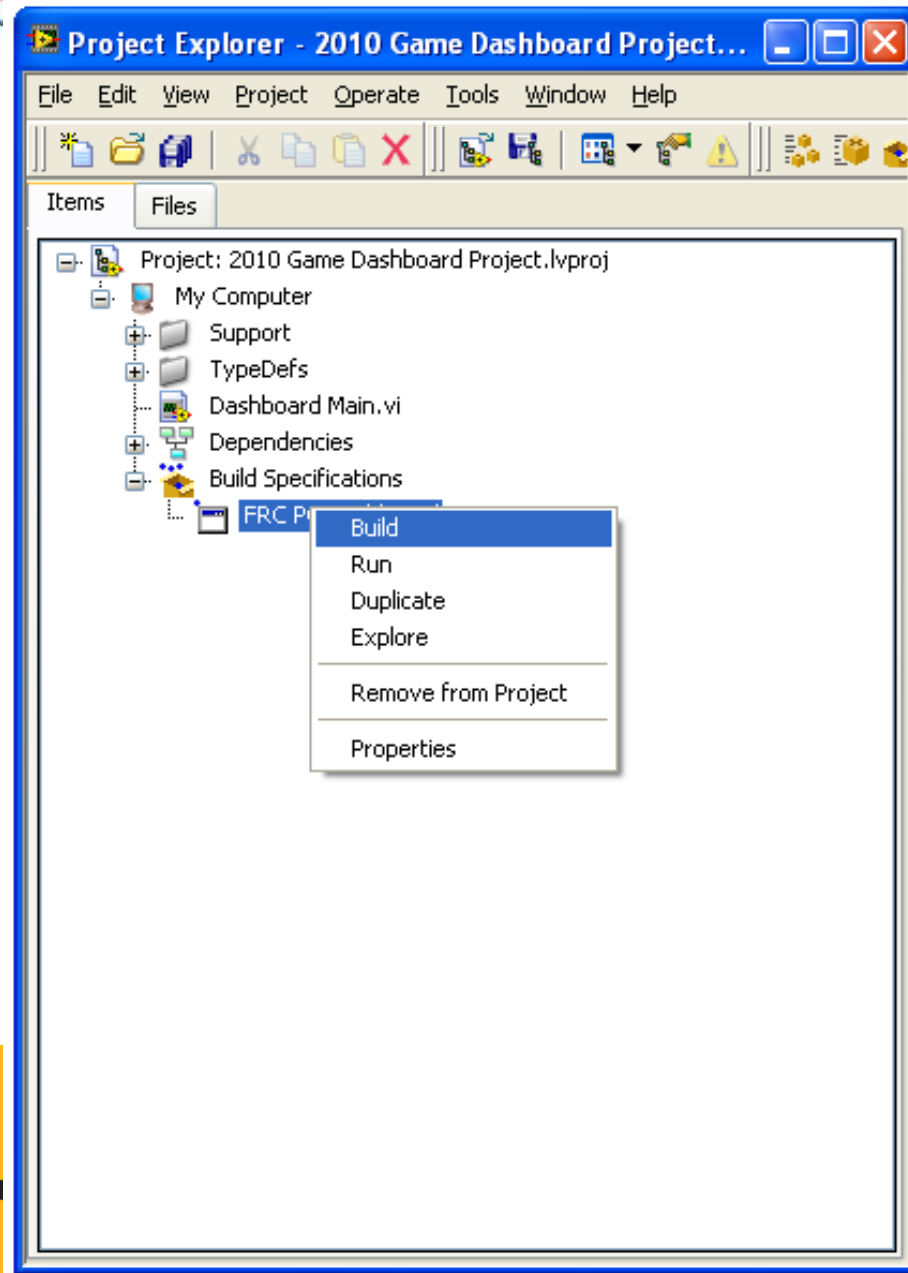 Project Explorer - 2010 Game Dashboard Project...
File Edit View Project Operate Tools Window Help
Items Files
Project: 2010 Game Dashboard Project.lvproj
My Computer
Support
TypeDefs
Dashboard Main.vi
Dependencies
Build Specifications
FRC
Build
Run
Duplicate
Explore
Remove from Project
Properties